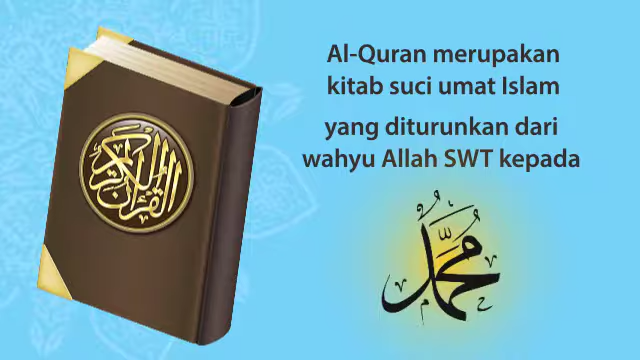 Al-Quran merupakan
kitab suci umat Islam
yang diturunkan dari
wahyu Allah SWT kepada
محمد
القرآن الكريم